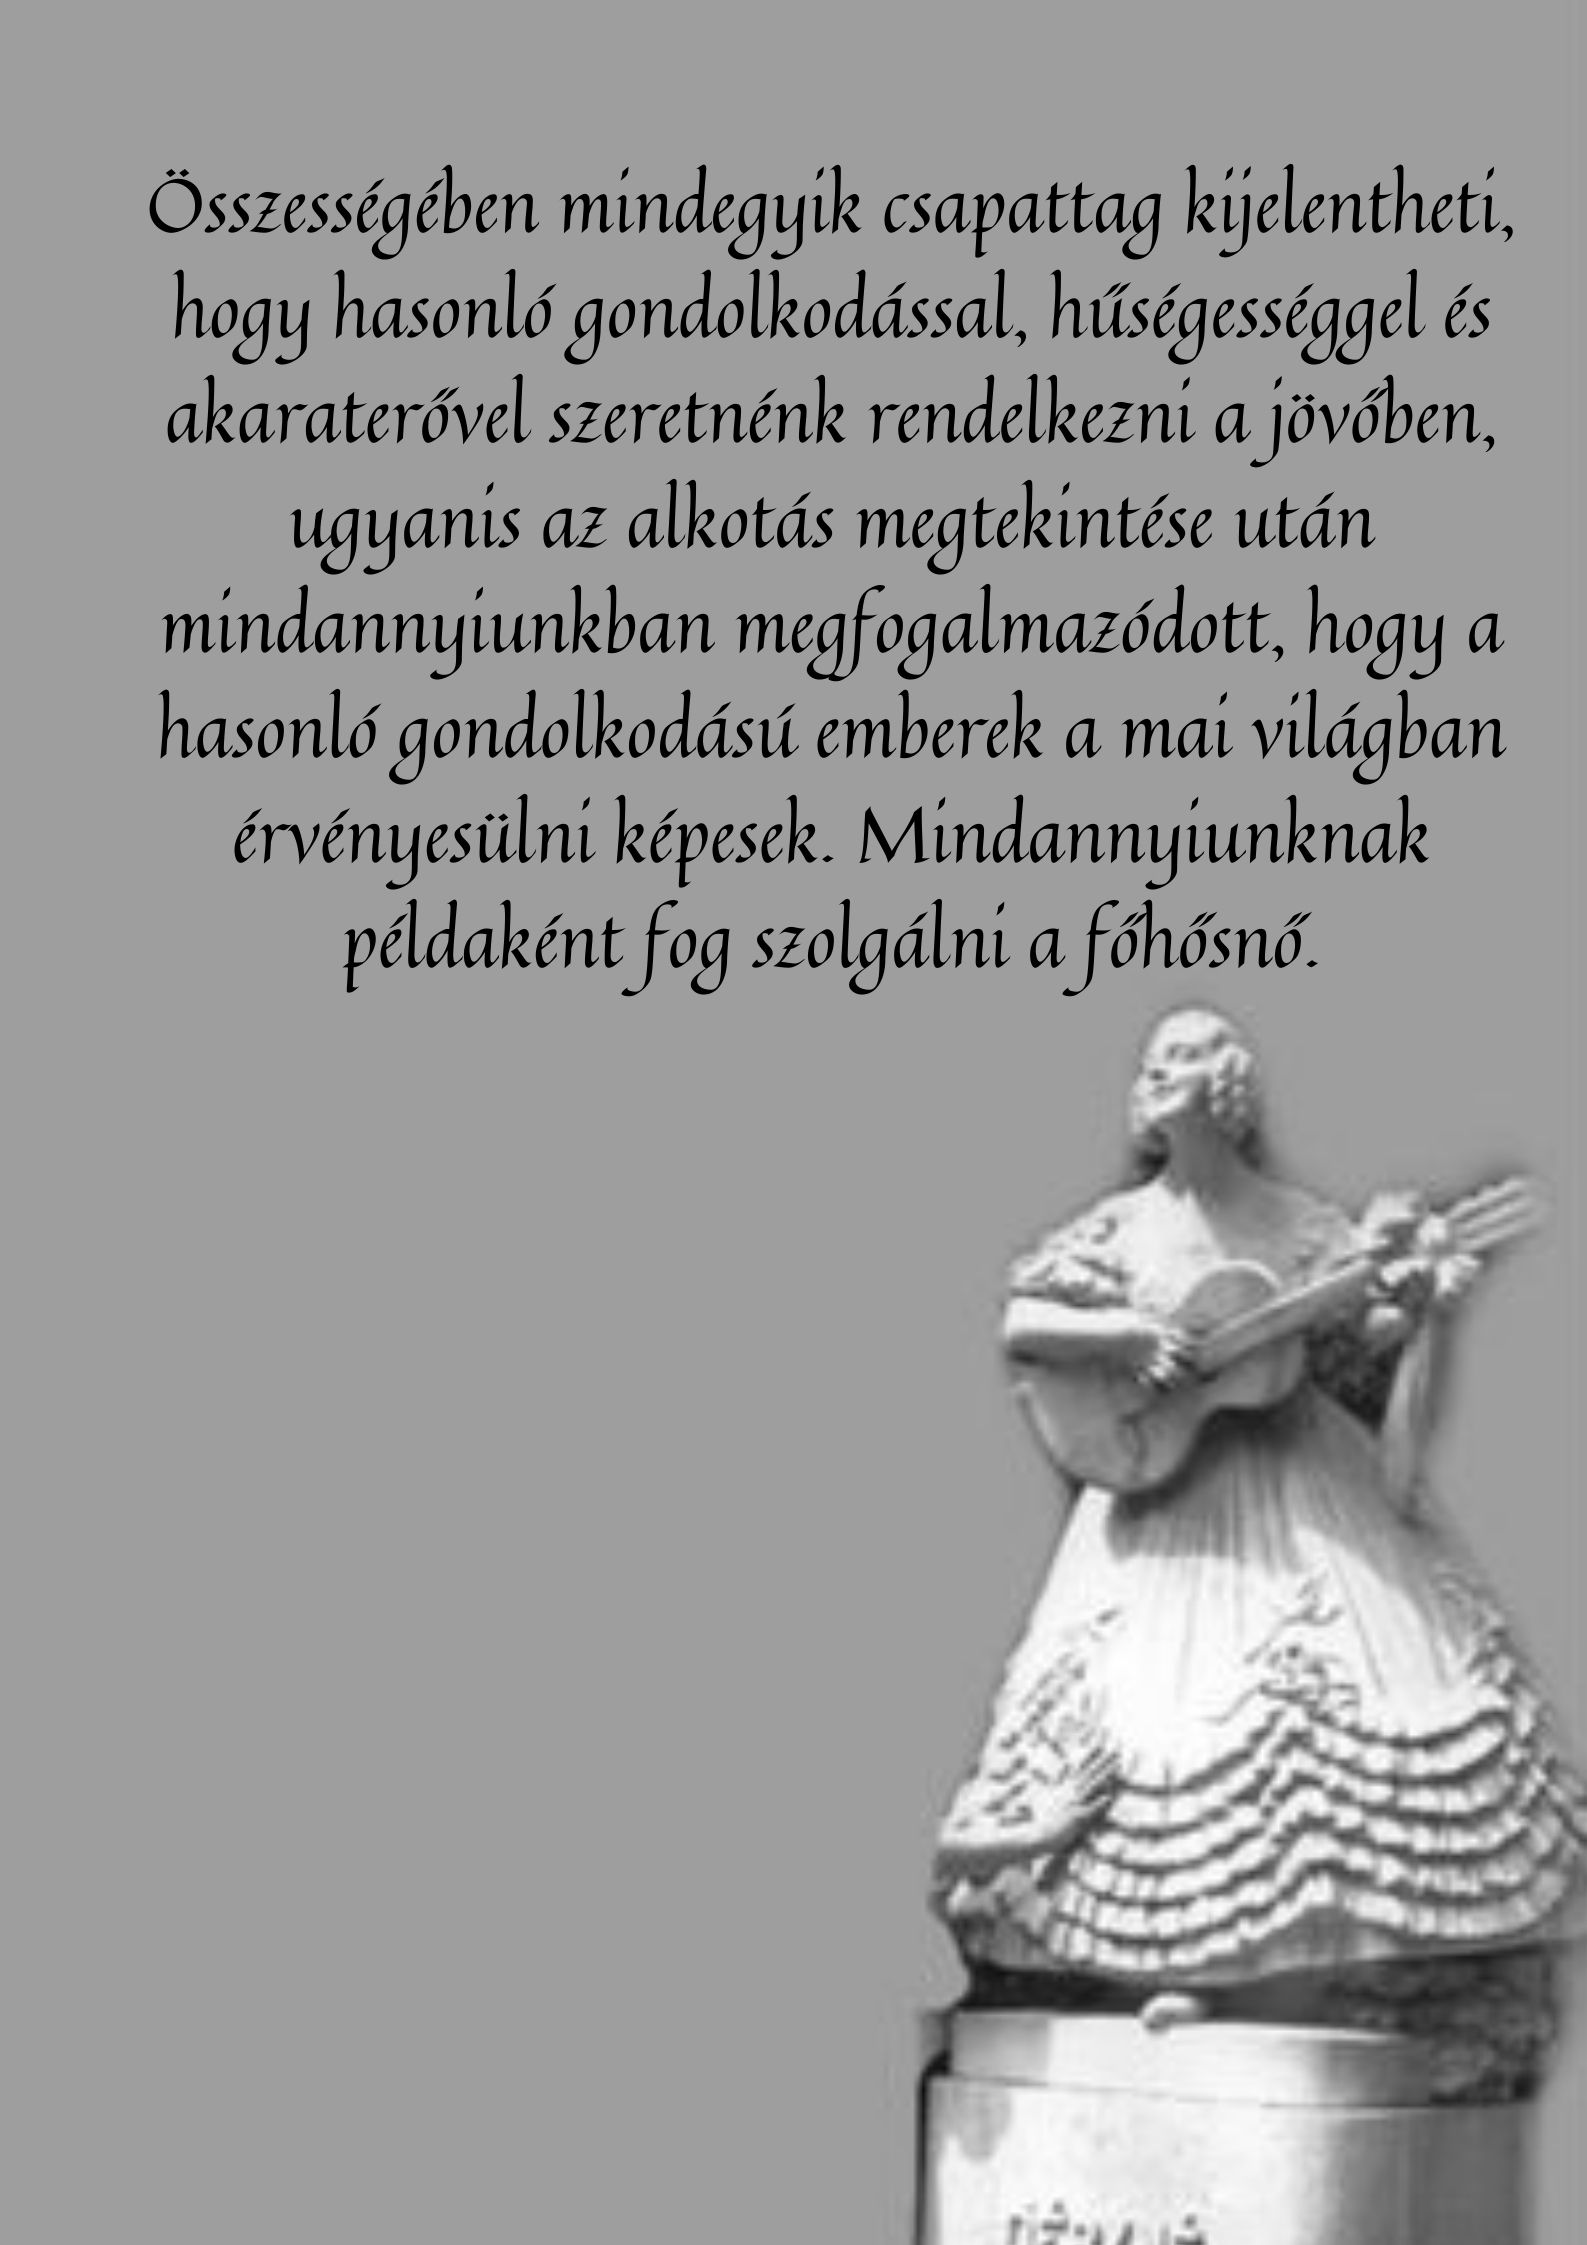 Összességében mindegyik csapattag kijelentheti,
hogy hasonló gondolkodással, hűségességgel és
akaraterővel szeretnénk rendelkezni a jövőben,
ugyanis az alkotás megtekintése után
mindannyiunkban megfogalmazódott, hogy a
hasonló gondolkodású emberek a mai világban
érvényesülni képesek. Mindannyiunknak
példaként fog szolgálni a főhősnő.